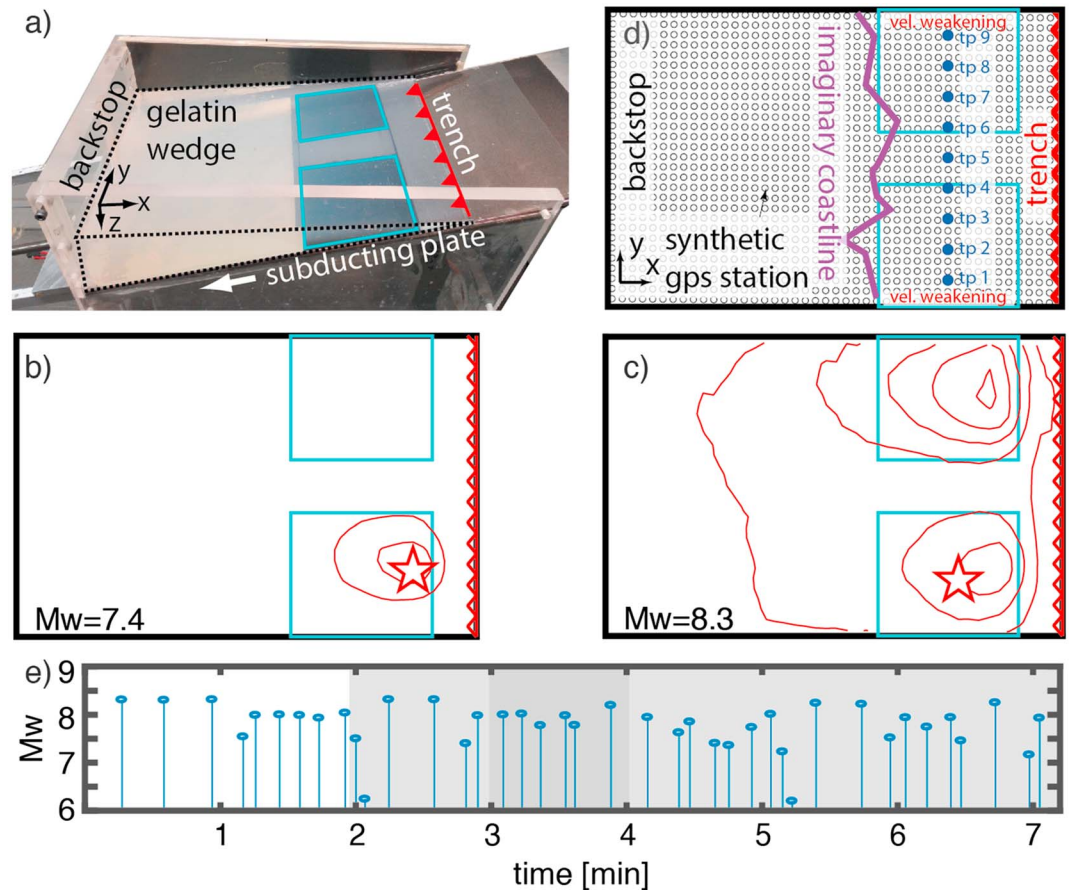 a)
backstop
gelatin
wedge
trench
y
x
z
subducting plate
d)
backstop
imaginary coastline
vel. weakening
tp 9
tp 8
tp 7
tp 6
tp 5
tp 4
tp 3
tp 2
tp 1
vel. weakening
trench
y
x
synthetic
gps station
b)
Mw=7.4
c)
Mw=8.3
e)
Mw
9
8
7
6
1 2 3 4 5 6 7
time [min]